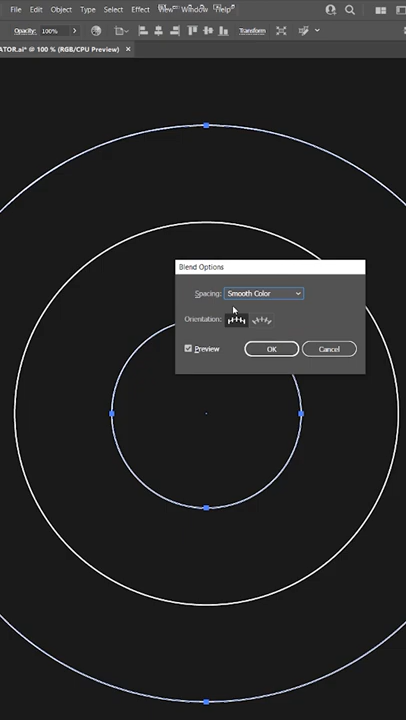 File Edit Object Type Select Effect View Window Help
Opacity: 100% Transform
ATOR.ai* @ 100 % (RGB/CPU Preview) ×
Blend Options
Spacing: Smooth Color
Orientation:
Preview OK Cancel